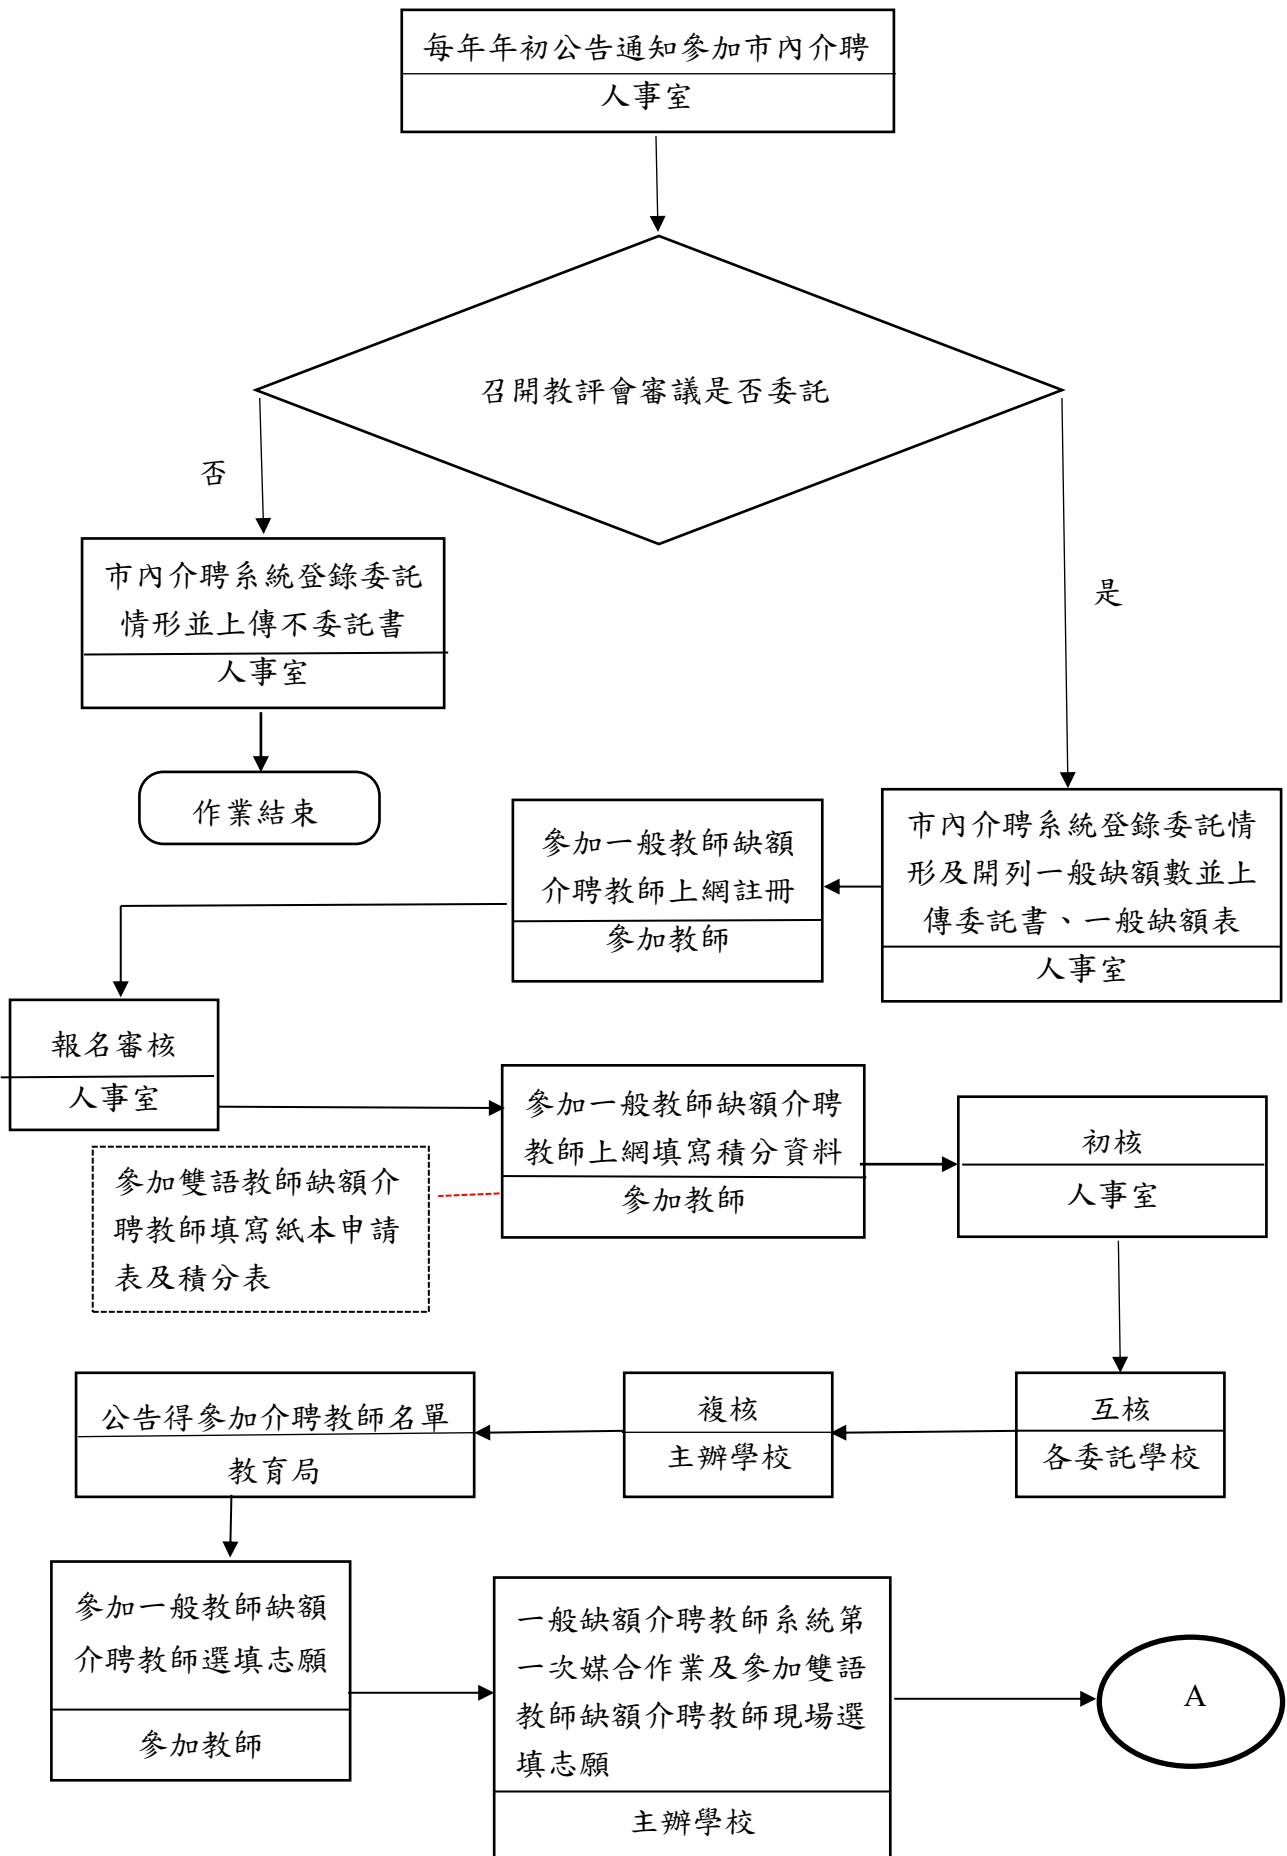 每年年初公告通知參加市內介聘
人事室
召開教評會審議是否委託
否
是
市內介聘系統登錄委託
情形並上傳不委託書
人事室
作業結束
市內介聘系統登錄委託情
形及開列一般缺額數並上
傳委託書、一般缺額表
人事室
參加一般教師缺額
介聘教師上網註冊
參加教師
報名審核
人事室
參加一般教師缺額介聘
教師上網填寫積分資料
參加教師
參加雙語教師缺額介
聘教師填寫紙本申請
表及積分表
初核
人事室
互核
各委託學校
複核
主辦學校
公告得參加介聘教師名單
教育局
參加一般教師缺額
介聘教師選填志願
參加教師
一般缺額介聘教師系統第
一次媒合作業及參加雙語
教師缺額介聘教師現場選
填志願
主辦學校
A